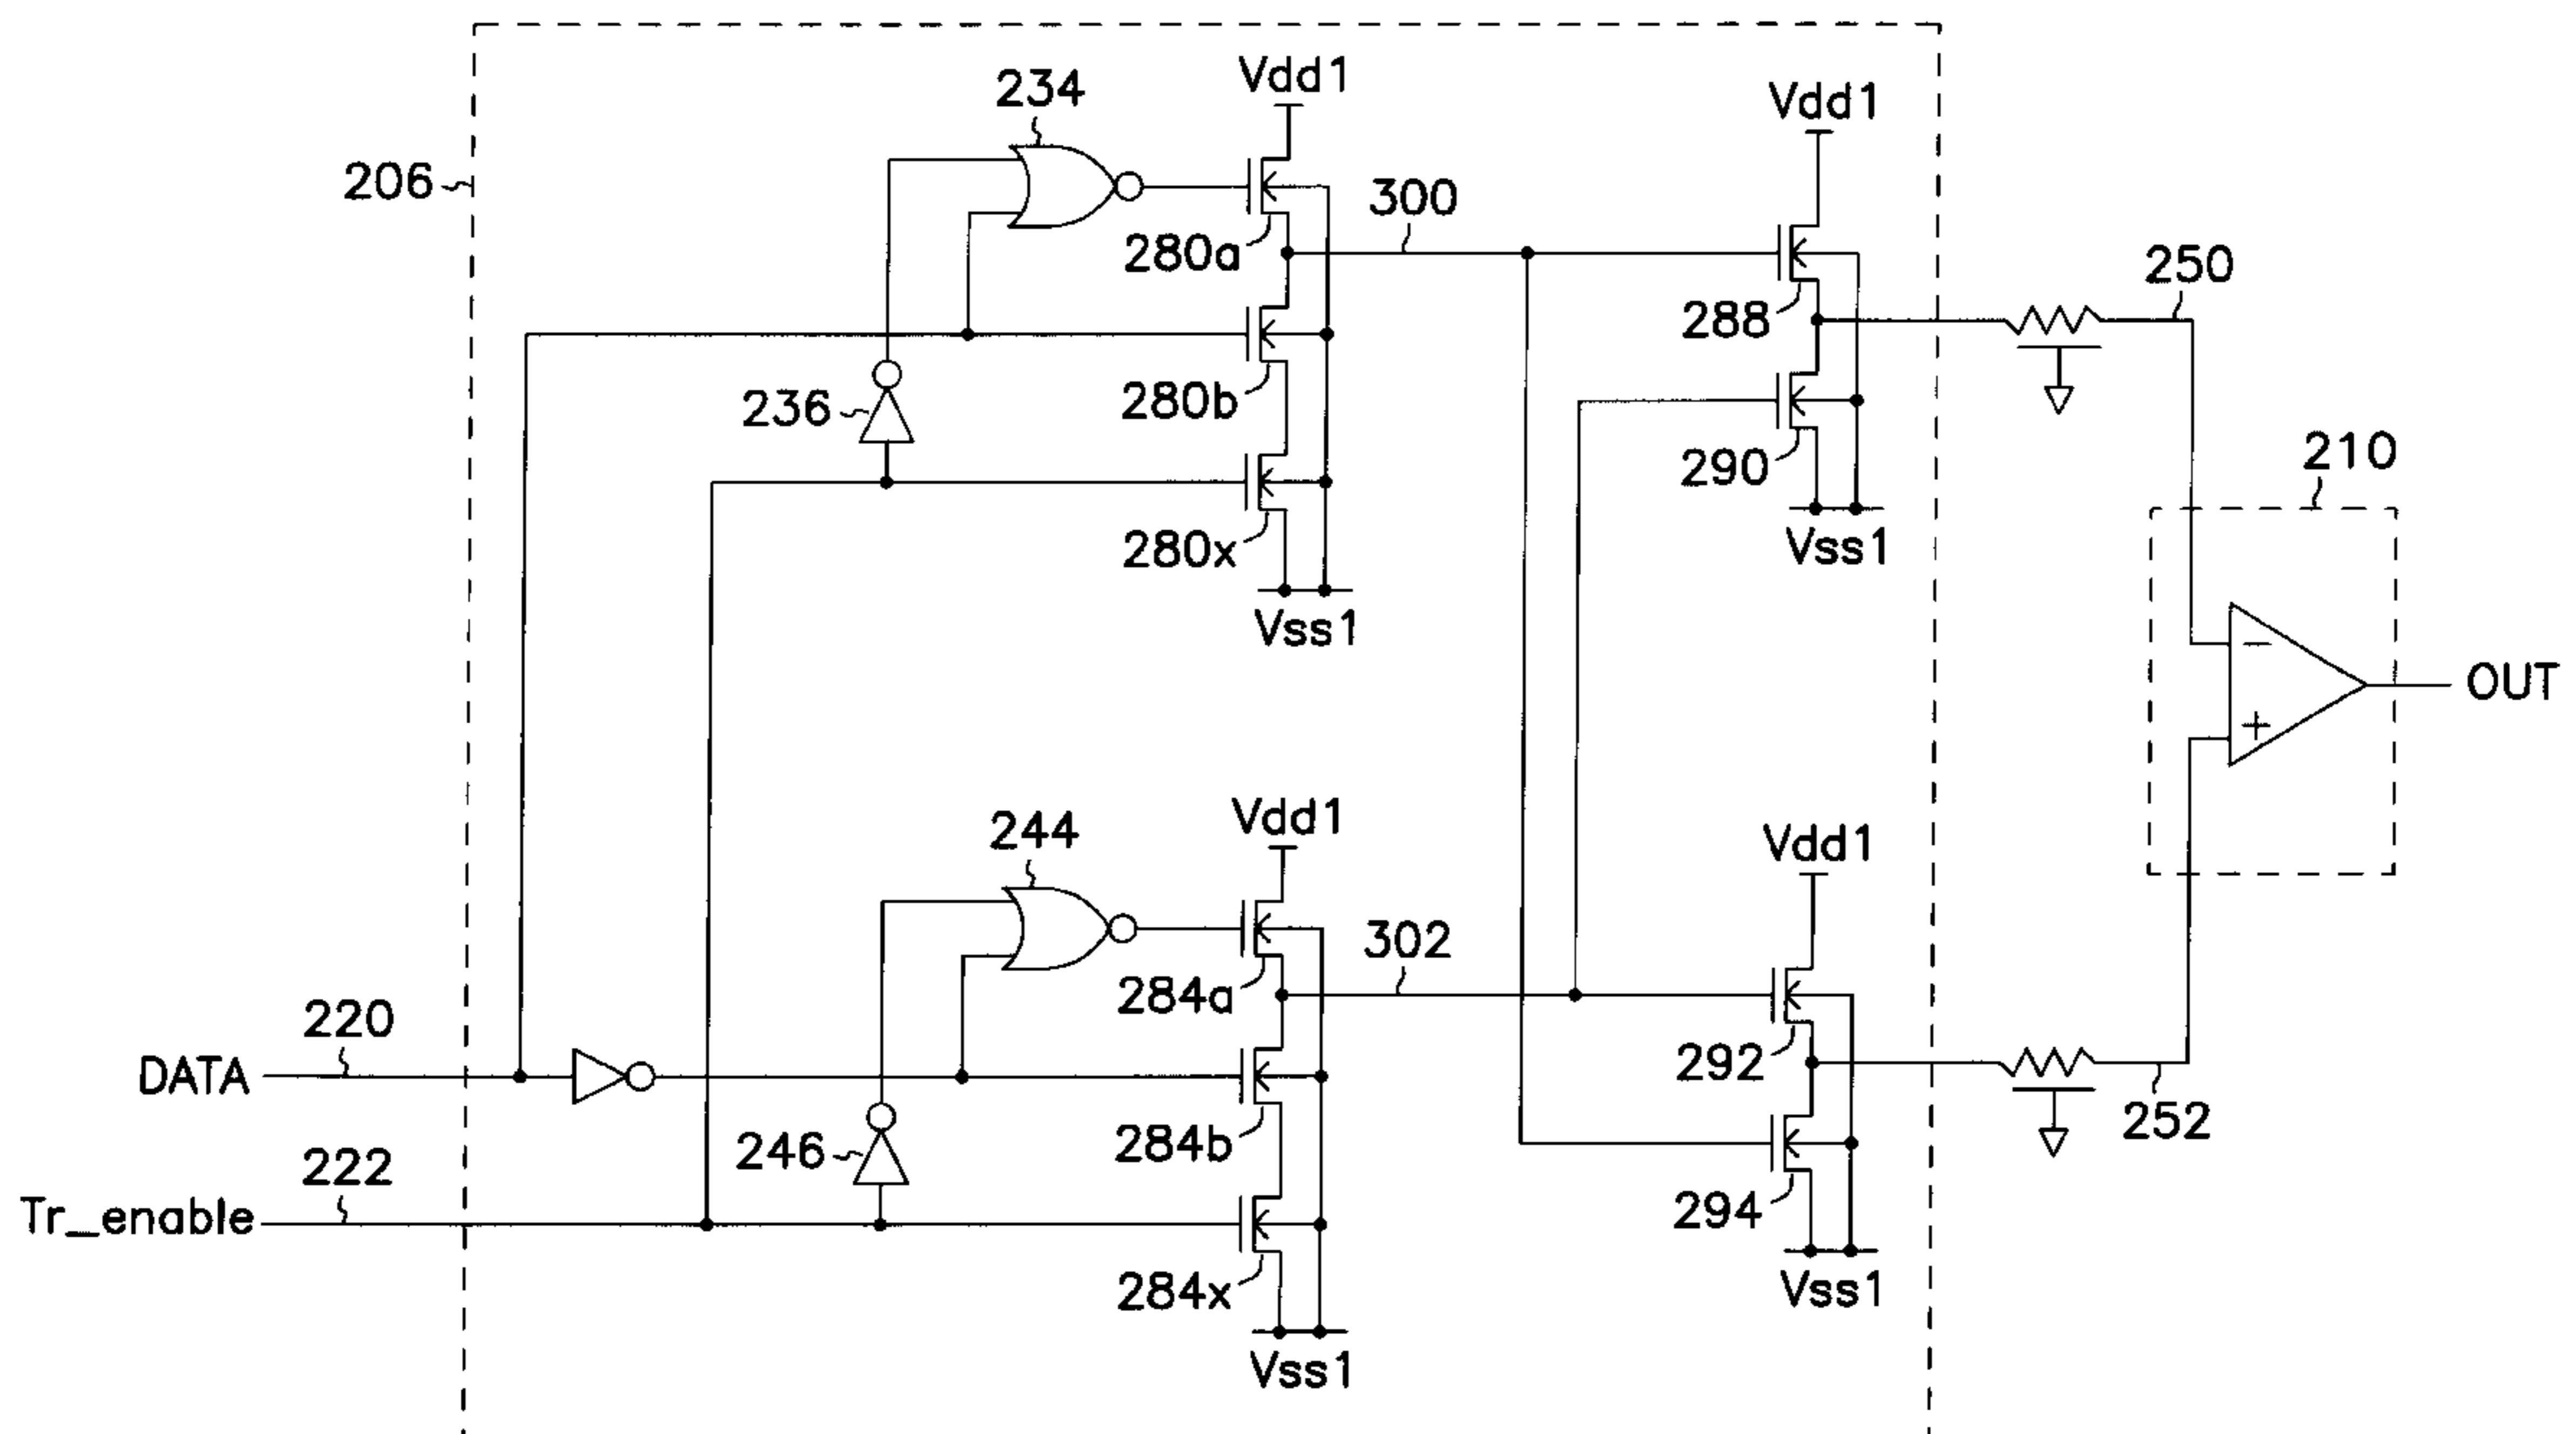 Vdd1
234
Vdd1
206
300
280a
250
288
280b
236
210
290
280x
Vss1
Vss1
OUT
Vdd1
244
Vdd1
302
284a
220
292
DATA
252
284b
246
222
294
Tr_enable
284x
Vss1
Vss1
−
+